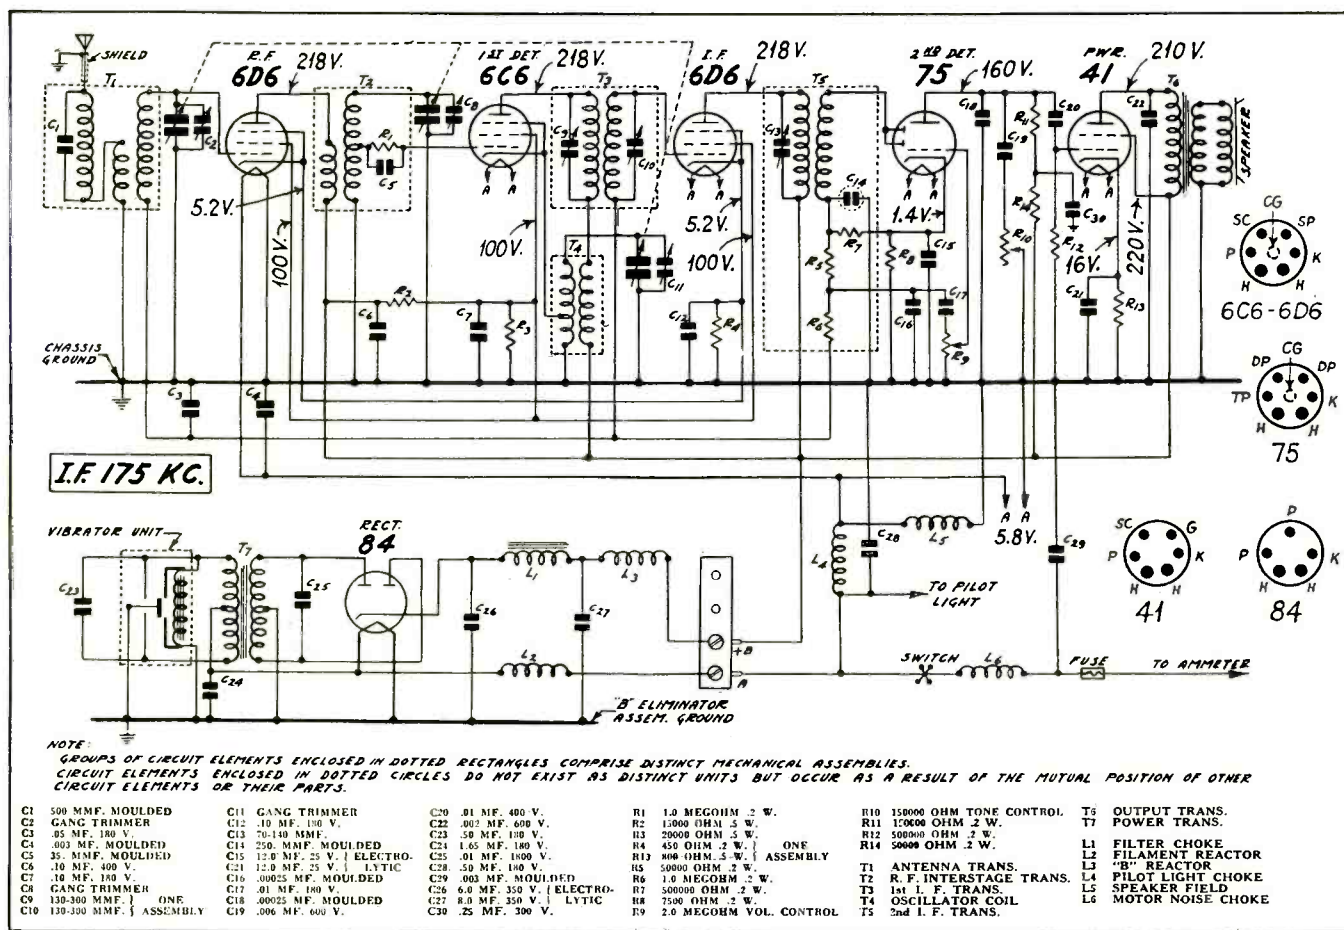 SHIELD
R.F. 6D6
218 V.
1ST DET. 6C6
218 V.
I.F. 6D6
218 V.
2ND DET. 75
160 V.
PWR. 41
210 V.
T1
T2
T3
T5
T6
SPEAKER
C1
C2
R1
C5
C8
C9
C10
C13
C14
C18
C19
R11
C20
C22
A A
A A
A A
A A
5.2 V.
100 V.
100 V.
5.2 V.
100 V.
1.4 V.
16 V.
220 V.
T4
C11
R7
R5
R6
R8
C15
C16
C17
R9
R10
R14
C30
R12
C21
R13
R2
C6
C7
R3
C12
R4
CHASSIS GROUND
C3
C4
CG
SC SP
P K
H H
6C6-6D6
CG
DP DP
TP K
H H
75
I.F. 175 KC.
VIBRATOR UNIT
T7
RECT. 84
C23
C24
C25
C26
C27
L1
L2
L3
+B
A
L4
C28
L5
A A
5.8 V.
C29
TO PILOT LIGHT
SWITCH
L6
FUSE
TO AMMETER
SC G
P K
H H
41
P
P K
H H
84
"B" ELIMINATOR ASSEM. GROUND
NOTE:
GROUPS OF CIRCUIT ELEMENTS ENCLOSED IN DOTTED RECTANGLES COMPRISE DISTINCT MECHANICAL ASSEMBLIES.
CIRCUIT ELEMENTS ENCLOSED IN DOTTED CIRCLES DO NOT EXIST AS DISTINCT UNITS BUT OCCUR AS A RESULT OF THE MUTUAL POSITION OF OTHER
CIRCUIT ELEMENTS OR THEIR PARTS.
C1 500 MMF. MOULDED
C2 GANG TRIMMER
C3 .05 MF. 180 V.
C4 .003 MF. MOULDED
C5 35. MMF. MOULDED
C6 .10 MF. 400 V.
C7 .10 MF. 180 V.
C8 GANG TRIMMER
C9 130-300 MMF. } ONE
C10 130-300 MMF. } ASSEMBLY
C11 GANG TRIMMER
C12 .10 MF. 180 V.
C13 70-140 MMF.
C14 250. MMF. MOULDED
C15 12.0 MF. 25 V. } ELECTRO-
C21 12.0 MF. 25 V. } LYTIC
C16 .00025 MF. MOULDED
C17 .01 MF. 180 V.
C18 .00025 MF. MOULDED
C19 .006 MF. 600 V.
C20 .01 MF. 400 V.
C22 .002 MF. 600 V.
C23 .50 MF. 180 V.
C24 1.65 MF. 180 V.
C25 .01 MF. 1800 V.
C28 .50 MF. 180 V.
C29 .003 MF. MOULDED
C26 6.0 MF. 350 V. } ELECTRO-
C27 8.0 MF. 350 V. } LYTIC
C30 .25 MF. 300 V.
R1 1.0 MEGOHM .2 W.
R2 15000 OHM .5 W.
R3 20000 OHM .5 W.
R4 450 OHM .2 W. } ONE
R13 800 OHM .5 W. } ASSEMBLY
R5 50000 OHM .2 W.
R6 1.0 MEGOHM .2 W.
R7 500000 OHM .2 W.
R8 7500 OHM .2 W.
R9 2.0 MEGOHM VOL. CONTROL
R10 150000 OHM TONE CONTROL
R11 150000 OHM .2 W.
R12 500000 OHM .2 W.
R14 50000 OHM .2 W.
T1 ANTENNA TRANS.
T2 R. F. INTERSTAGE TRANS.
T3 1st I. F. TRANS.
T4 OSCILLATOR COIL
T5 2nd I. F. TRANS.
T6 OUTPUT TRANS.
T7 POWER TRANS.
L1 FILTER CHOKE
L2 FILAMENT REACTOR
L3 "B" REACTOR
L4 PILOT LIGHT CHOKE
L5 SPEAKER FIELD
L6 MOTOR NOISE CHOKE